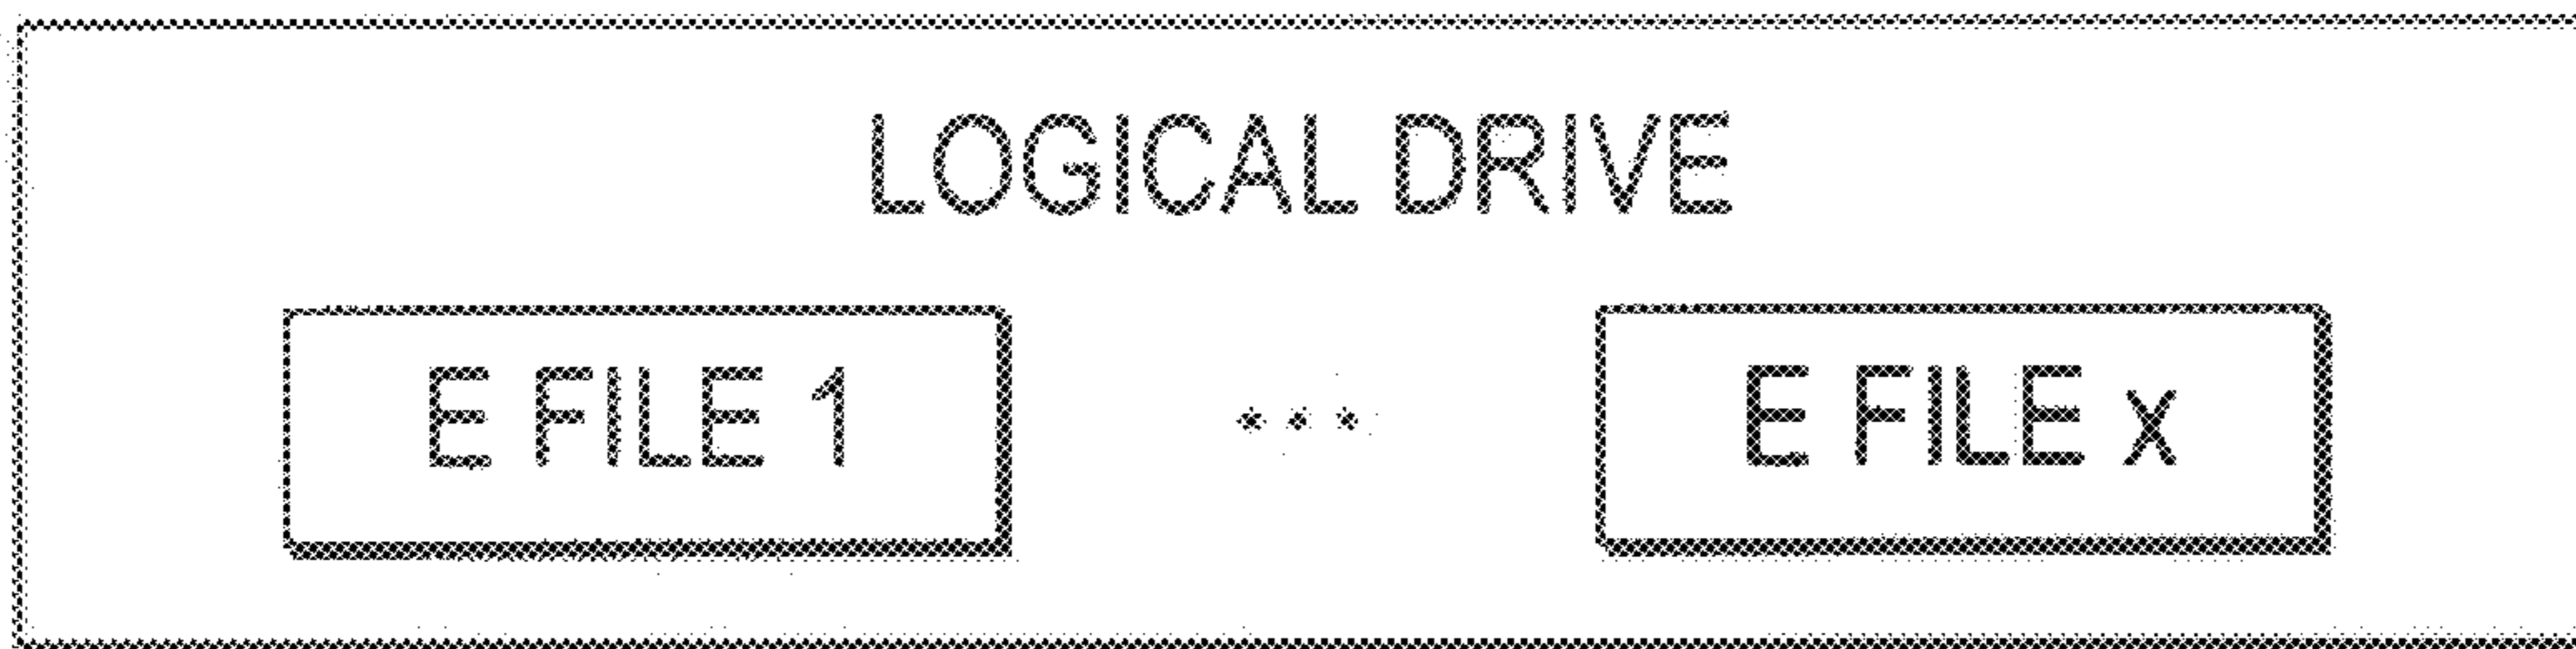 LOGICAL DRIVE
E FILE 1 • • • E FILE x